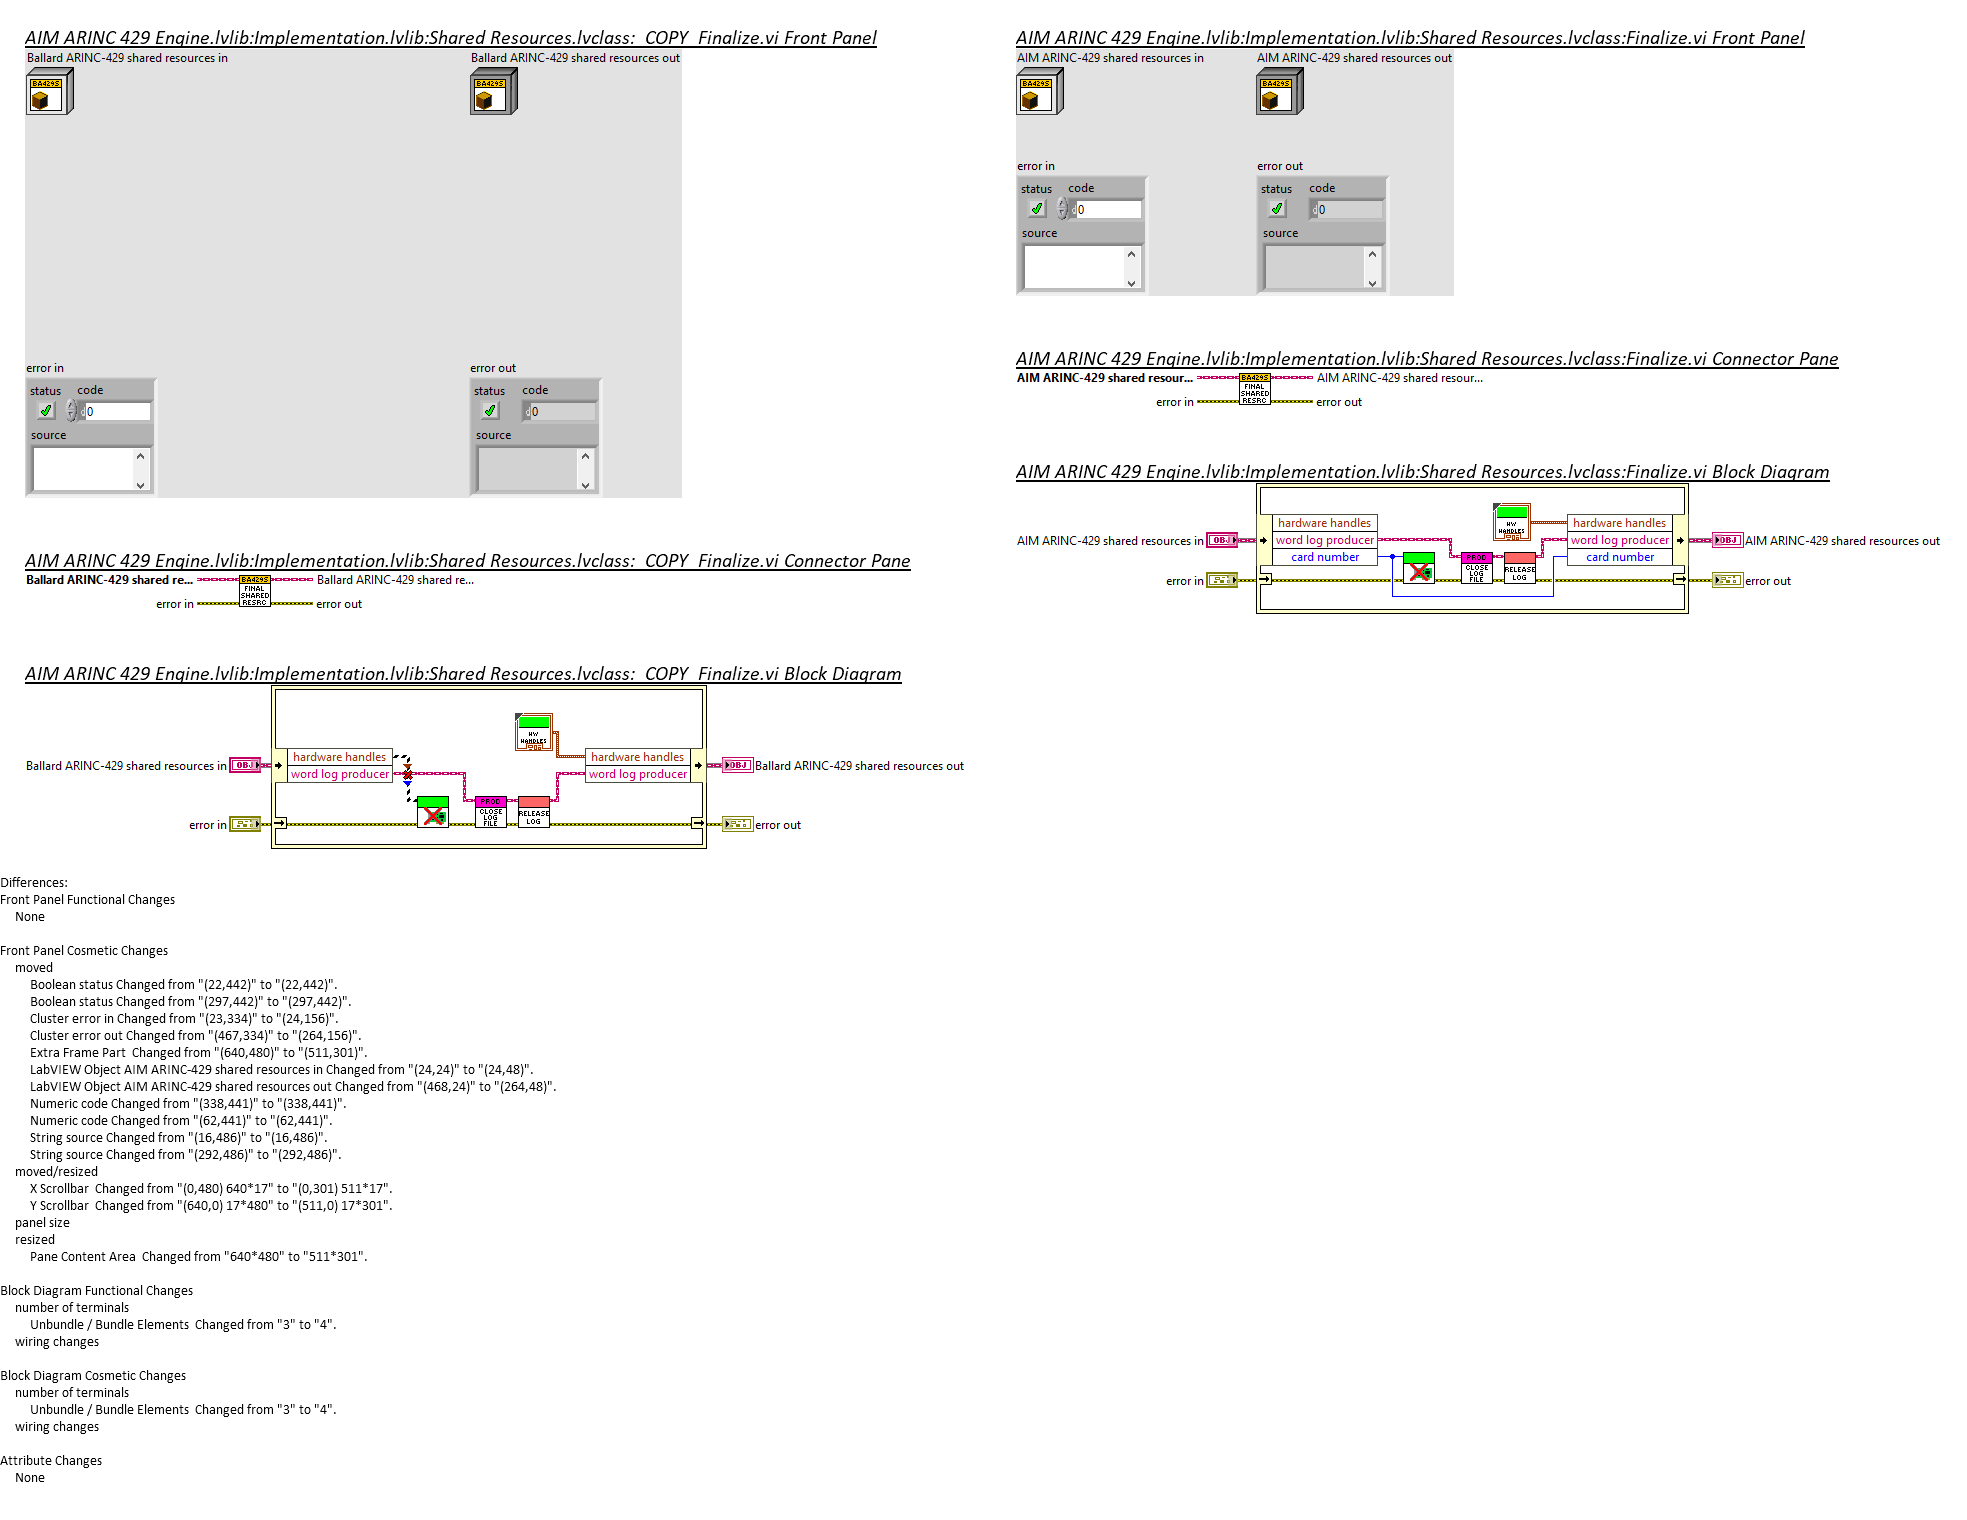 AIM ARINC 429 Engine.lvlib:Implementation.lvlib:Shared Resources.lvclass:  COPY  Finalize.vi Front Panel
Ballard ARINC-429 shared resources in
Ballard ARINC-429 shared resources out
BA429S
BA429S
error in
error out
status code
status code
0
0
source
source
AIM ARINC 429 Engine.lvlib:Implementation.lvlib:Shared Resources.lvclass:  COPY  Finalize.vi Connector Pane
Ballard ARINC-429 shared re...
BA429S
FINAL
SHARED
RESRC
Ballard ARINC-429 shared re...
error in
error out
AIM ARINC 429 Engine.lvlib:Implementation.lvlib:Shared Resources.lvclass:  COPY  Finalize.vi Block Diagram
HW
HANDLES
hardware handles
word log producer
hardware handles
word log producer
Ballard ARINC-429 shared resources in
OBJ
OBJ
Ballard ARINC-429 shared resources out
PROD
CLOSE
LOG
FILE
RELEASE
LOG
error in
error out
Differences:
Front Panel Functional Changes
None
Front Panel Cosmetic Changes
moved
Boolean status Changed from "(22,442)" to "(22,442)".
Boolean status Changed from "(297,442)" to "(297,442)".
Cluster error in Changed from "(23,334)" to "(24,156)".
Cluster error out Changed from "(467,334)" to "(264,156)".
Extra Frame Part  Changed from "(640,480)" to "(511,301)".
LabVIEW Object AIM ARINC-429 shared resources in Changed from "(24,24)" to "(24,48)".
LabVIEW Object AIM ARINC-429 shared resources out Changed from "(468,24)" to "(264,48)".
Numeric code Changed from "(338,441)" to "(338,441)".
Numeric code Changed from "(62,441)" to "(62,441)".
String source Changed from "(16,486)" to "(16,486)".
String source Changed from "(292,486)" to "(292,486)".
moved/resized
X Scrollbar  Changed from "(0,480) 640*17" to "(0,301) 511*17".
Y Scrollbar  Changed from "(640,0) 17*480" to "(511,0) 17*301".
panel size
resized
Pane Content Area  Changed from "640*480" to "511*301".
Block Diagram Functional Changes
number of terminals
Unbundle / Bundle Elements  Changed from "3" to "4".
wiring changes
Block Diagram Cosmetic Changes
number of terminals
Unbundle / Bundle Elements  Changed from "3" to "4".
wiring changes
Attribute Changes
None
AIM ARINC 429 Engine.lvlib:Implementation.lvlib:Shared Resources.lvclass:Finalize.vi Front Panel
AIM ARINC-429 shared resources in
AIM ARINC-429 shared resources out
BA429S
BA429S
error in
error out
status code
status code
0
0
source
source
AIM ARINC 429 Engine.lvlib:Implementation.lvlib:Shared Resources.lvclass:Finalize.vi Connector Pane
AIM ARINC-429 shared resour...
BA429S
FINAL
SHARED
RESRC
AIM ARINC-429 shared resour...
error in
error out
AIM ARINC 429 Engine.lvlib:Implementation.lvlib:Shared Resources.lvclass:Finalize.vi Block Diagram
HW
HANDLES
hardware handles
word log producer
card number
hardware handles
word log producer
card number
AIM ARINC-429 shared resources in
OBJ
OBJ
AIM ARINC-429 shared resources out
PROD
CLOSE
LOG
FILE
RELEASE
LOG
error in
error out